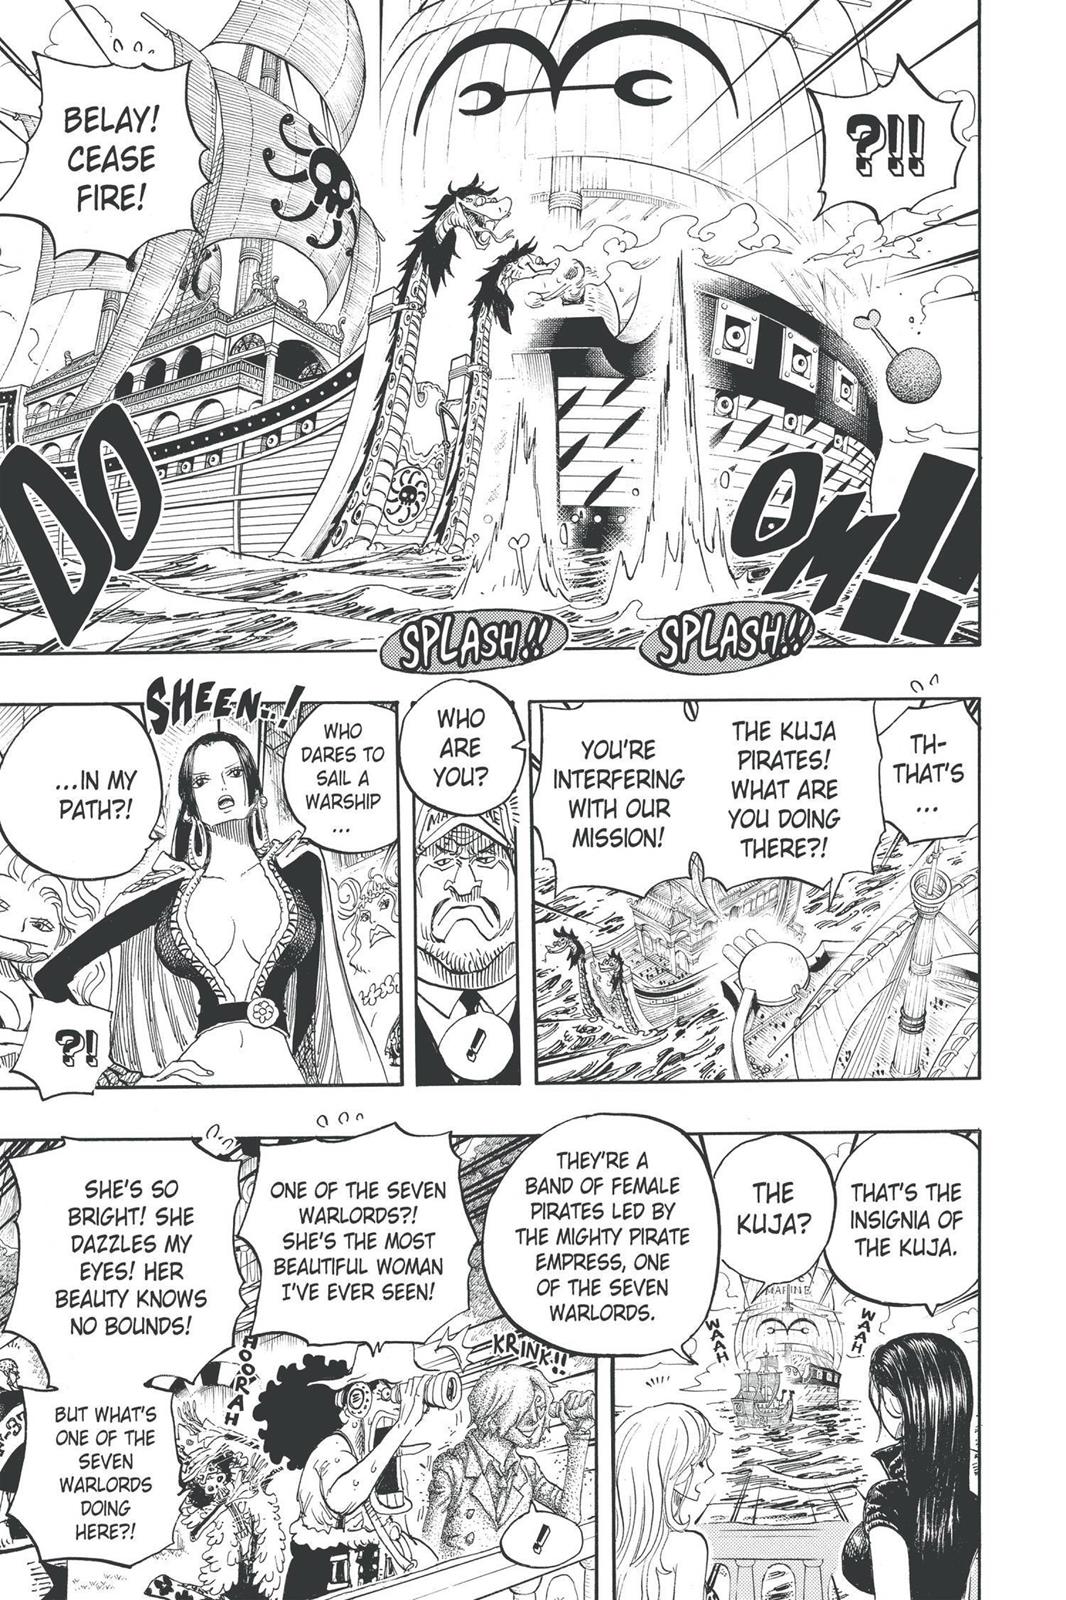 ?!!
BELAY!
CEASE
FIRE!
DOOM!!
SPLASH!!
SPLASH!!
TH-
THAT'S
...
THE KUJA
PIRATES!
WHAT ARE
YOU DOING
THERE?!
YOU'RE
INTERFERING
WITH OUR
MISSION!
WHO
ARE
YOU?
!
WHO
DARES TO
SAIL A
WARSHIP
...
SHEEN..!
...IN MY
PATH?!
?!
THAT'S THE
INSIGNIA OF
THE KUJA.
THE
KUJA?
THEY'RE A
BAND OF FEMALE
PIRATES LED BY
THE MIGHTY PIRATE
EMPRESS, ONE
OF THE SEVEN
WARLORDS.
MARINE
WAAH
WAAH
ONE OF THE SEVEN
WARLORDS?!
SHE'S THE MOST
BEAUTIFUL WOMAN
I'VE EVER SEEN!
KRINK!!
!!
HOORAH
SHE'S SO
BRIGHT! SHE
DAZZLES MY
EYES! HER
BEAUTY KNOWS
NO BOUNDS!
BUT WHAT'S
ONE OF THE
SEVEN
WARLORDS
DOING
HERE?!